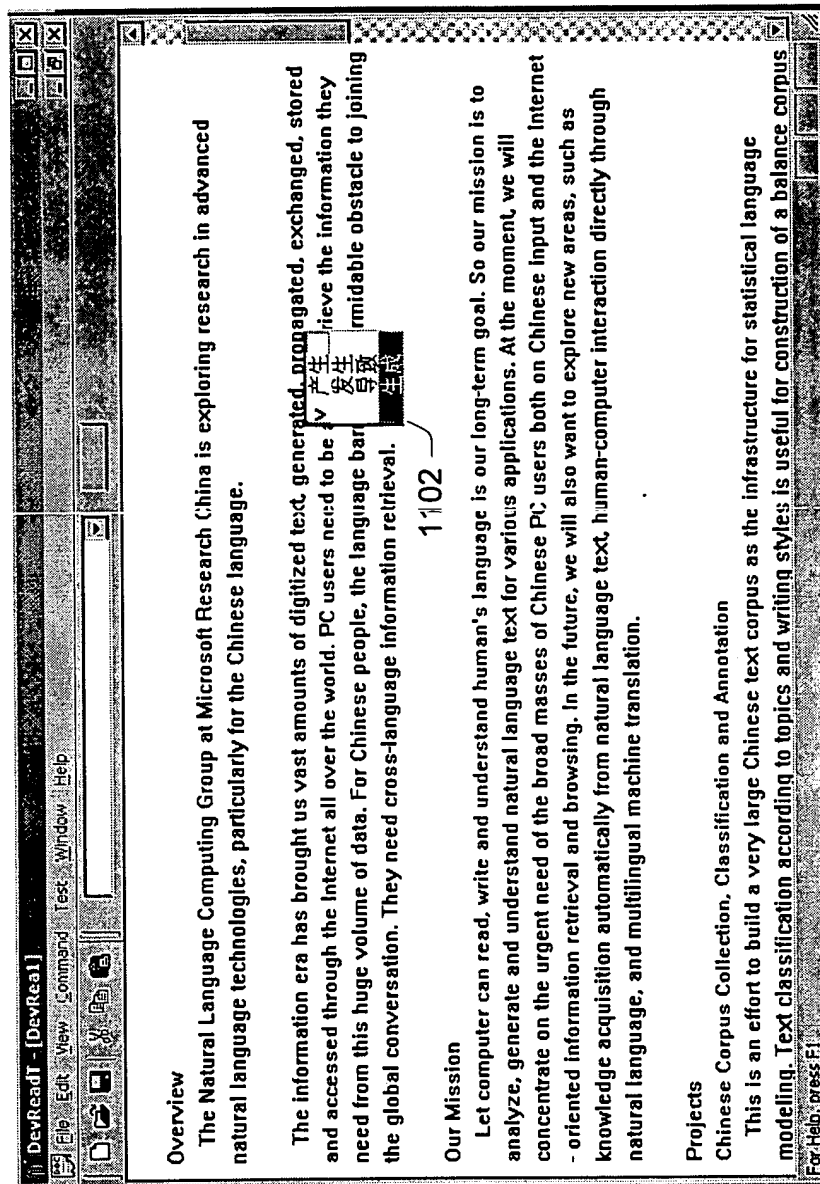 DevReadT - [DevRea1]
File Edit View Command Test Window Help
Overview
The Natural Language Computing Group at Microsoft Research China is exploring research in advanced
natural language technologies, particularly for the Chinese language.
The information era has brought us vast amounts of digitized text, generated, propagated, exchanged, stored
and accessed through the Internet all over the world. PC users need to be a rieve the information they
need from this huge volume of data. For Chinese people, the language bar rmidable obstacle to joining
the global conversation. They need cross-language information retrieval.
v 产生
发生
导致
生成
1102
Our Mission
Let computer can read, write and understand human's language is our long-term goal. So our mission is to
analyze, generate and understand natural language text for various applications. At the moment, we will
concentrate on the urgent need of the broad masses of Chinese PC users both on Chinese Input and the Internet
- oriented information retrieval and browsing. In the future, we will also want to explore new areas, such as
knowledge acquisition automatically from natural language text, human-computer interaction directly through
natural language, and multilingual machine translation.
Projects
Chinese Corpus Collection, Classification and Annotation
This is an effort to build a very large Chinese text corpus as the infrastructure for statistical language
modeling. Text classification according to topics and writing styles is useful for construction of a balance corpus
For Help, press F1